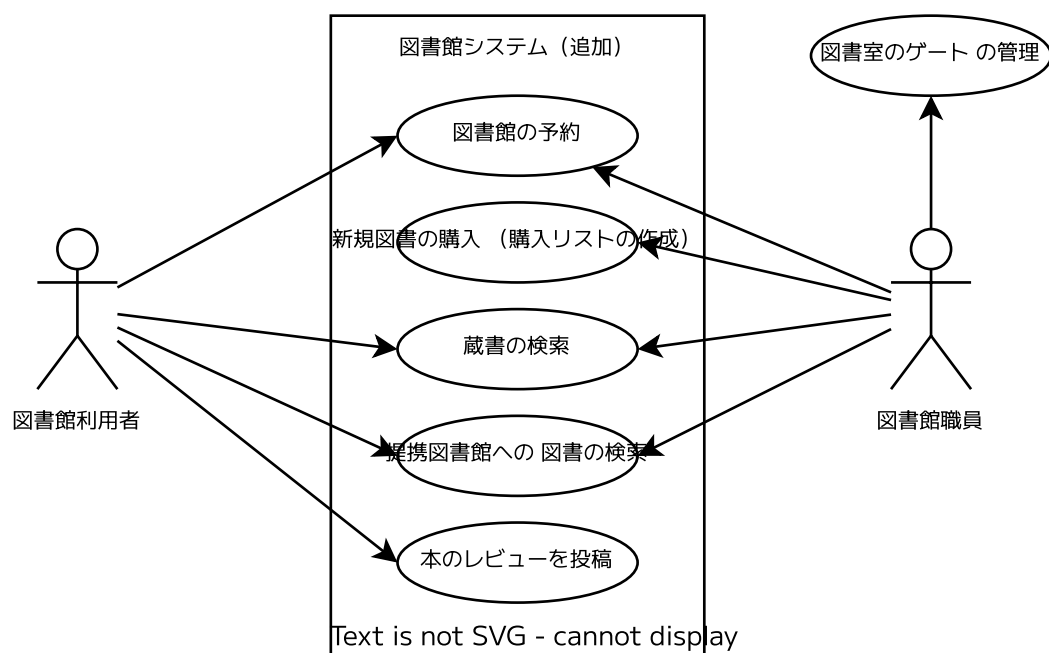 図書館システム（追加）
図書室のゲート の管理
図書館の予約
新規図書の購入 （購入リストの作成）
蔵書の検索
図書館利用者
図書館職員
提携図書館への 図書の検索
本のレビューを投稿
Text is not SVG - cannot display